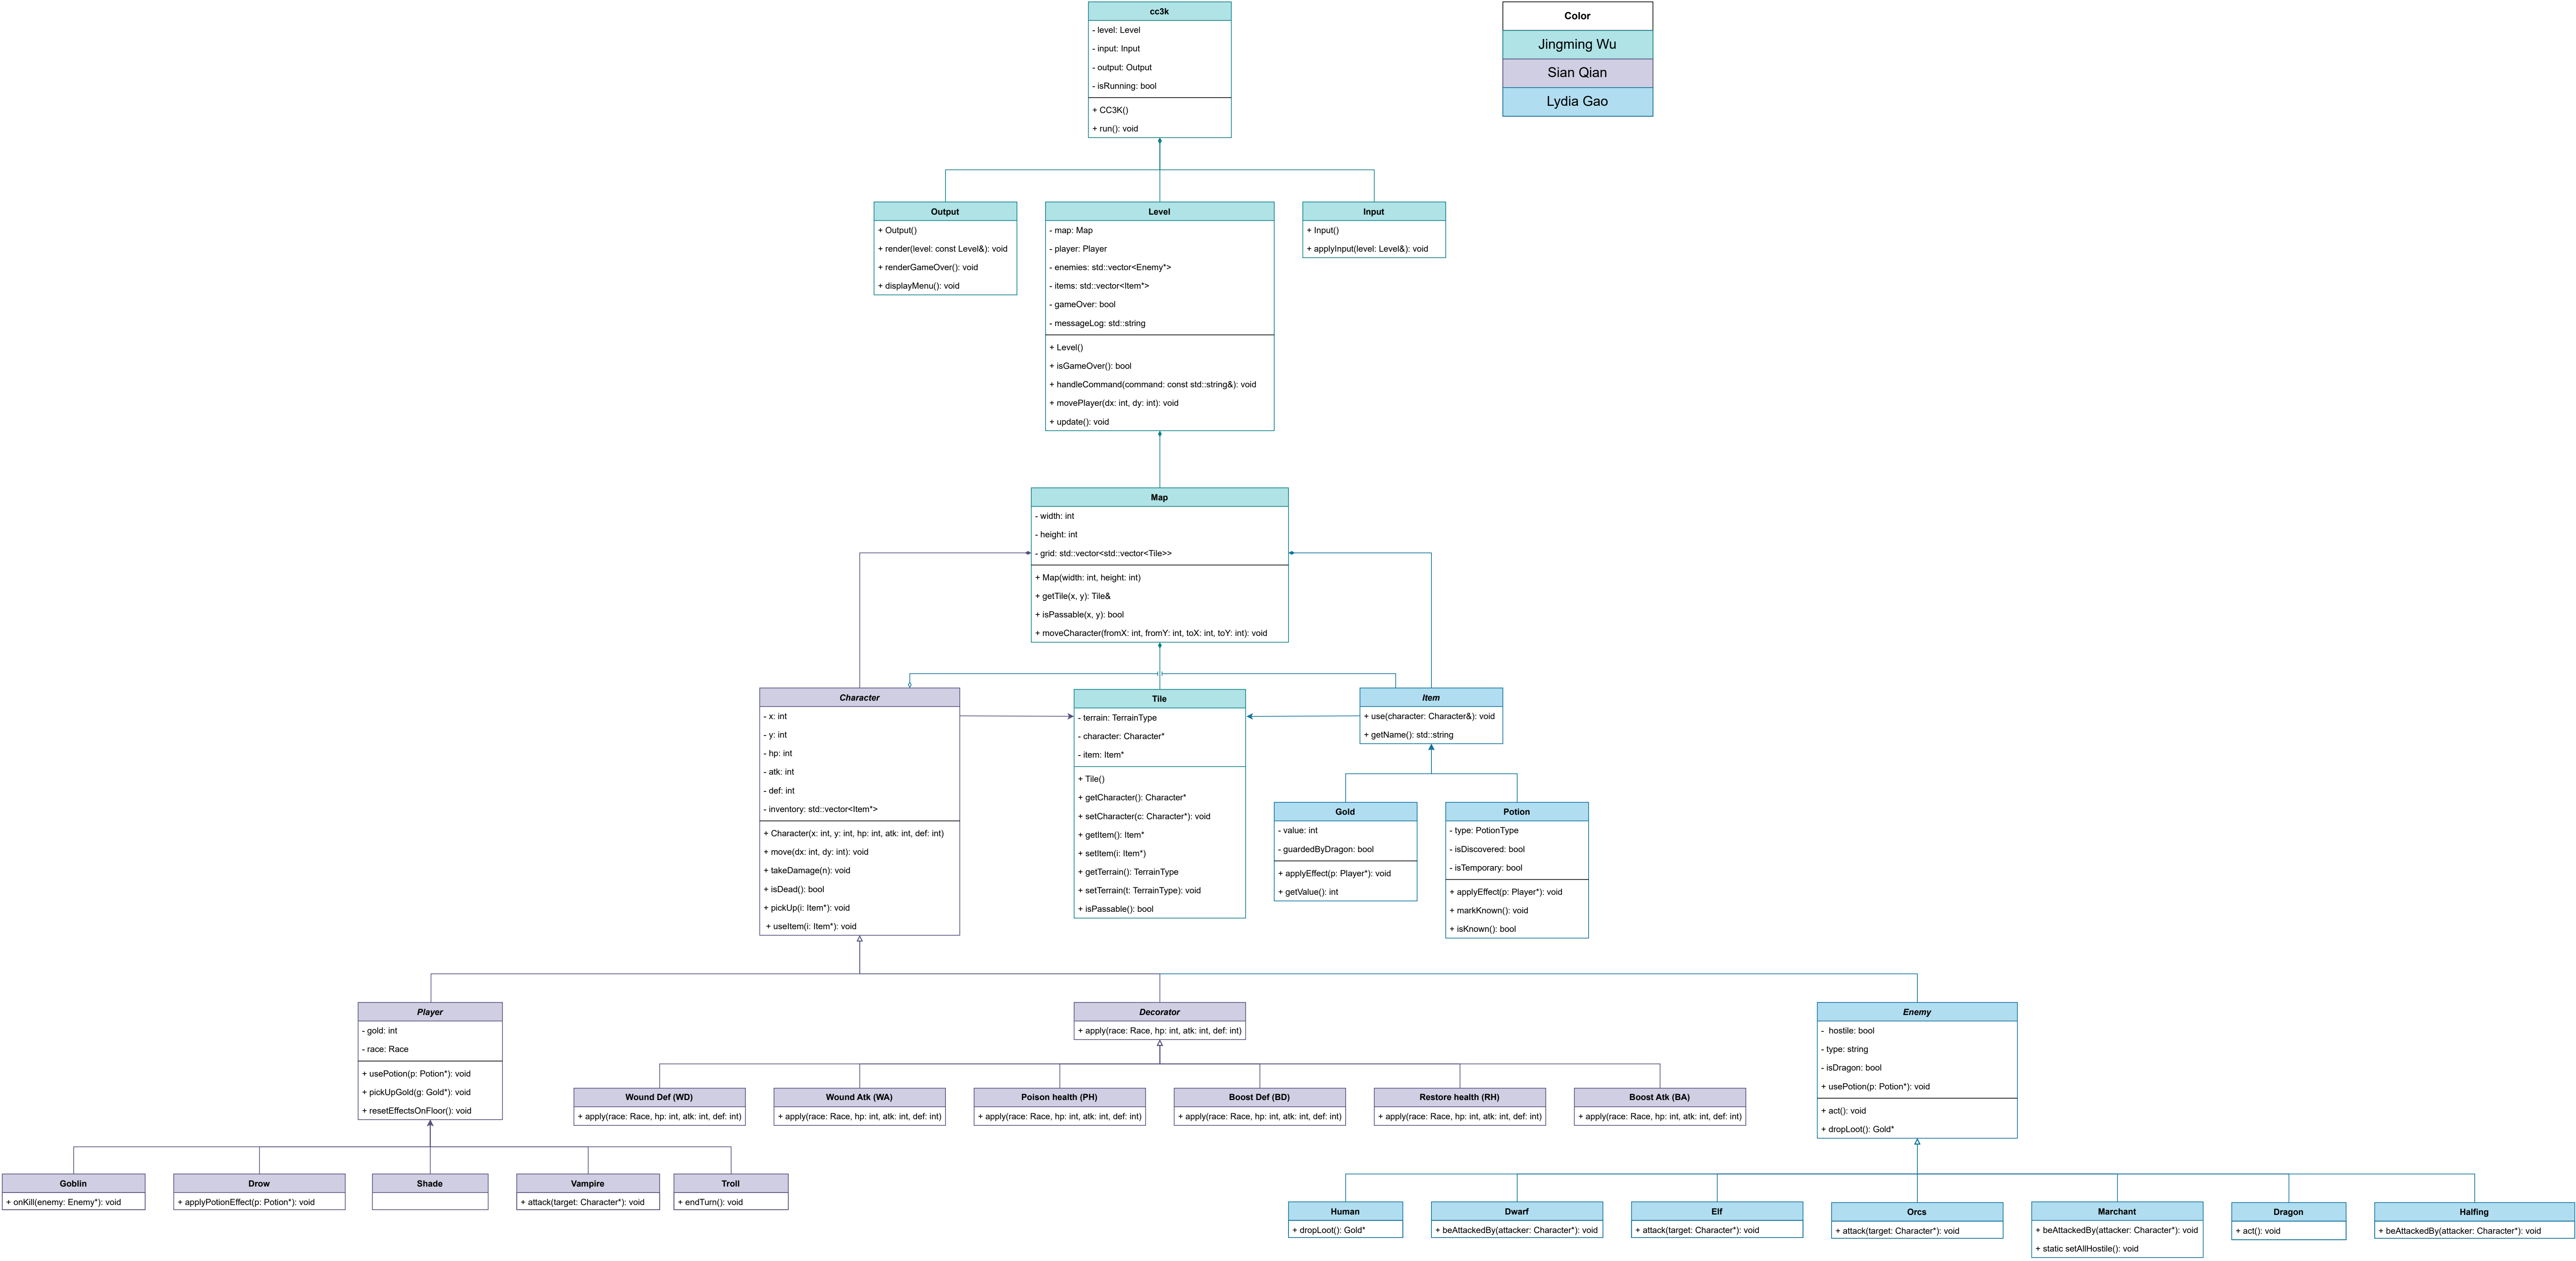 cc3k
- level: Level
- input: Input
- output: Output
- isRunning: bool
+ CC3K()
+ run(): void
Color
Jingming Wu
Sian Qian
Lydia Gao
Output
+ Output()
+ render(level: const Level&): void
+ renderGameOver(): void
+ displayMenu(): void
Level
- map: Map
- player: Player
- enemies: std::vector<Enemy*>
- items: std::vector<Item*>
- gameOver: bool
- messageLog: std::string
+ Level()
+ isGameOver(): bool
+ handleCommand(command: const std::string&): void
+ movePlayer(dx: int, dy: int): void
+ update(): void
Input
+ Input()
+ applyInput(level: Level&): void
Map
- width: int
- height: int
- grid: std::vector<std::vector<Tile>>
+ Map(width: int, height: int)
+ getTile(x, y): Tile&
+ isPassable(x, y): bool
+ moveCharacter(fromX: int, fromY: int, toX: int, toY: int): void
Character
- x: int
- y: int
- hp: int
- atk: int
- def: int
- inventory: std::vector<Item*>
+ Character(x: int, y: int, hp: int, atk: int, def: int)
+ move(dx: int, dy: int): void
+ takeDamage(n): void
+ isDead(): bool
+ pickUp(i: Item*): void
+ useItem(i: Item*): void
Tile
- terrain: TerrainType
- character: Character*
- item: Item*
+ Tile()
+ getCharacter(): Character*
+ setCharacter(c: Character*): void
+ getItem(): Item*
+ setItem(i: Item*)
+ getTerrain(): TerrainType
+ setTerrain(t: TerrainType): void
+ isPassable(): bool
Item
+ use(character: Character&): void
+ getName(): std::string
Gold
- value: int
- guardedByDragon: bool
+ applyEffect(p: Player*): void
+ getValue(): int
Potion
- type: PotionType
- isDiscovered: bool
- isTemporary: bool
+ applyEffect(p: Player*): void
+ markKnown(): void
+ isKnown(): bool
Player
- gold: int
- race: Race
+ usePotion(p: Potion*): void
+ pickUpGold(g: Gold*): void
+ resetEffectsOnFloor(): void
Decorator
+ apply(race: Race, hp: int, atk: int, def: int)
Enemy
- hostile: bool
- type: string
- isDragon: bool
+ usePotion(p: Potion*): void
+ act(): void
+ dropLoot(): Gold*
Wound Def (WD)
+ apply(race: Race, hp: int, atk: int, def: int)
Wound Atk (WA)
+ apply(race: Race, hp: int, atk: int, def: int)
Poison health (PH)
+ apply(race: Race, hp: int, atk: int, def: int)
Boost Def (BD)
+ apply(race: Race, hp: int, atk: int, def: int)
Restore health (RH)
+ apply(race: Race, hp: int, atk: int, def: int)
Boost Atk (BA)
+ apply(race: Race, hp: int, atk: int, def: int)
Goblin
+ onKill(enemy: Enemy*): void
Drow
+ applyPotionEffect(p: Potion*): void
Shade
Vampire
+ attack(target: Character*): void
Troll
+ endTurn(): void
Human
+ dropLoot(): Gold*
Dwarf
+ beAttackedBy(attacker: Character*): void
Elf
+ attack(target: Character*): void
Orcs
+ attack(target: Character*): void
Marchant
+ beAttackedBy(attacker: Character*): void
+ static setAllHostile(): void
Dragon
+ act(): void
Halfing
+ beAttackedBy(attacker: Character*): void